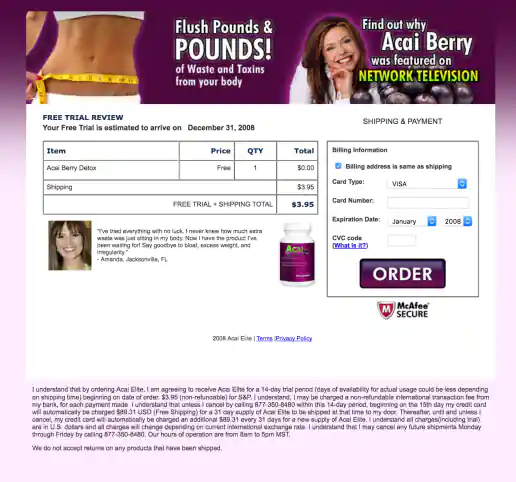 Flush Pounds &
POUNDS!
of Waste and Toxins
from your body
Find out why
Acai Berry
was featured on
NETWORK TELEVISION
FREE TRIAL REVIEW
Your Free Trial is estimated to arrive on December 31, 2008
Item Price QTY Total
Acai Berry Detox Free 1 $0.00
Shipping $3.95
FREE TRIAL + SHIPPING TOTAL $3.95
"I've tried everything with no luck, I never knew how much extra
waste was just sitting in my body. Now I have the product I've
been waiting for! Say goodbye to bloat, excess weight, and
irregularity."
- Amanda, Jacksonville, FL
ACAI
SHIPPING & PAYMENT
Billing Information
Billing address is same as shipping
Card Type: VISA
Card Number:
Expiration Date: January 2008
CVC code
(What is it?)
ORDER
McAfee
SECURE
2008 Acai Elite | Terms |Privacy Policy
I understand that by ordering Acai Elite, I am agreeing to receive Acai Elite for a 14-day trial period (days of availability for actual usage could be less depending
on shipping time) beginning on date of order. $3.95 (non-refundable) for S&P. I understand, I may be charged a non-refundable international transaction fee from
my bank, for each payment made. I understand that unless I cancel by calling 877-350-8480 within this 14-day period, beginning on the 15th day my credit card
will automatically be charged $89.31 USD (Free Shipping) for a 31 day supply of Acai Elite to be shipped at that time to my door. Thereafter, until and unless I
cancel, my credit card will automatically be charged an additional $89.31 every 31 days for a new supply of Acai Elite. I understand all charges(including trial)
are in U.S. dollars and all charges will change depending on current international exchange rate. I understand that I may cancel any future shipments Monday
through Friday by calling 877-350-8480. Our hours of operation are from 8am to 5pm MST.
We do not accept returns on any products that have been shipped.